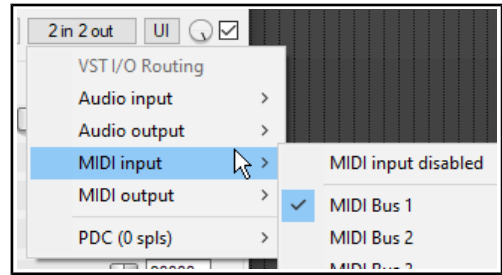 2 in 2 out UI
VST I/O Routing
Audio input >
Audio output >
MIDI input >
MIDI input disabled
MIDI output >
MIDI Bus 1
MIDI Bus 2
PDC (0 spls) >